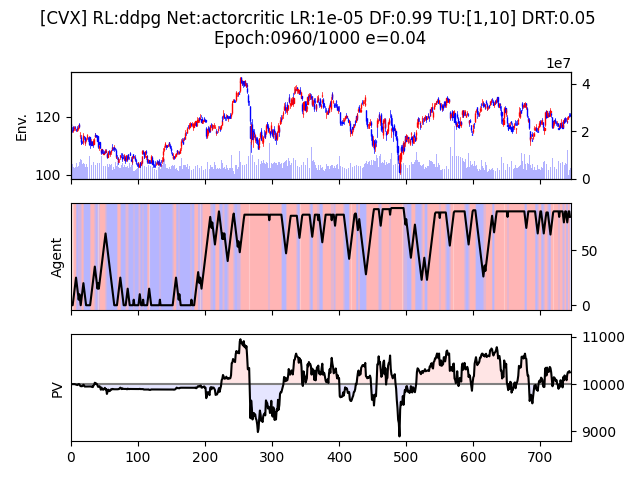 [CVX] RL:ddpg Net:actorcritic LR:1e-05 DF:0.99 TU:[1,10] DRT:0.05
Epoch:0960/1000 e=0.04
1e7
Env.
120
100
4
2
0
Agent
50
0
PV
11000
10000
9000
0 100 200 300 400 500 600 700